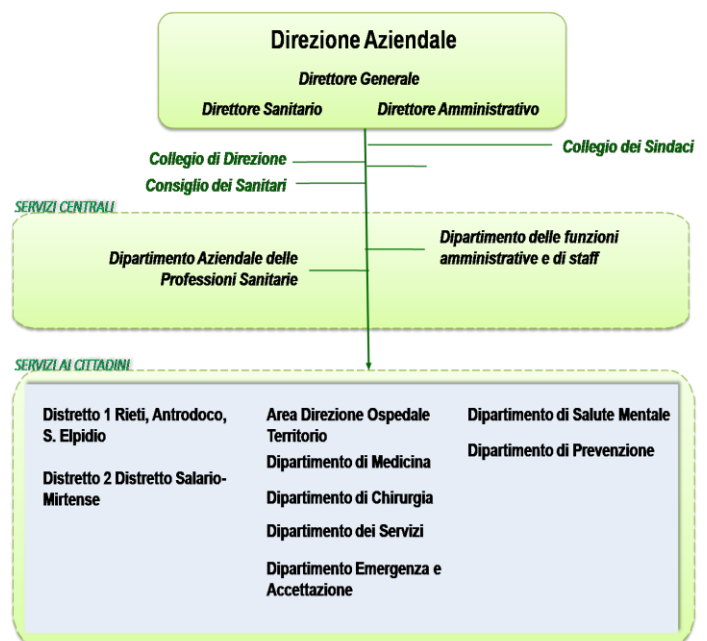 Direzione Aziendale
Direttore Generale
Direttore Sanitario
Direttore Amministrativo
Collegio dei Sindaci
Collegio di Direzione
Consiglio dei Sanitari
SERVIZI CENTRALI
Dipartimento delle funzioni
amministrative e di staff
Dipartimento Aziendale delle
Professioni Sanitarie
SERVIZI AI CITTADINI
Distretto 1 Rieti, Antrodoco,
S. Elpidio
Distretto 2 Distretto Salario-
Mirtense
Area Direzione Ospedale
Territorio
Dipartimento di Medicina
Dipartimento di Chirurgia
Dipartimento dei Servizi
Dipartimento Emergenza e
Accettazione
Dipartimento di Salute Mentale
Dipartimento di Prevenzione